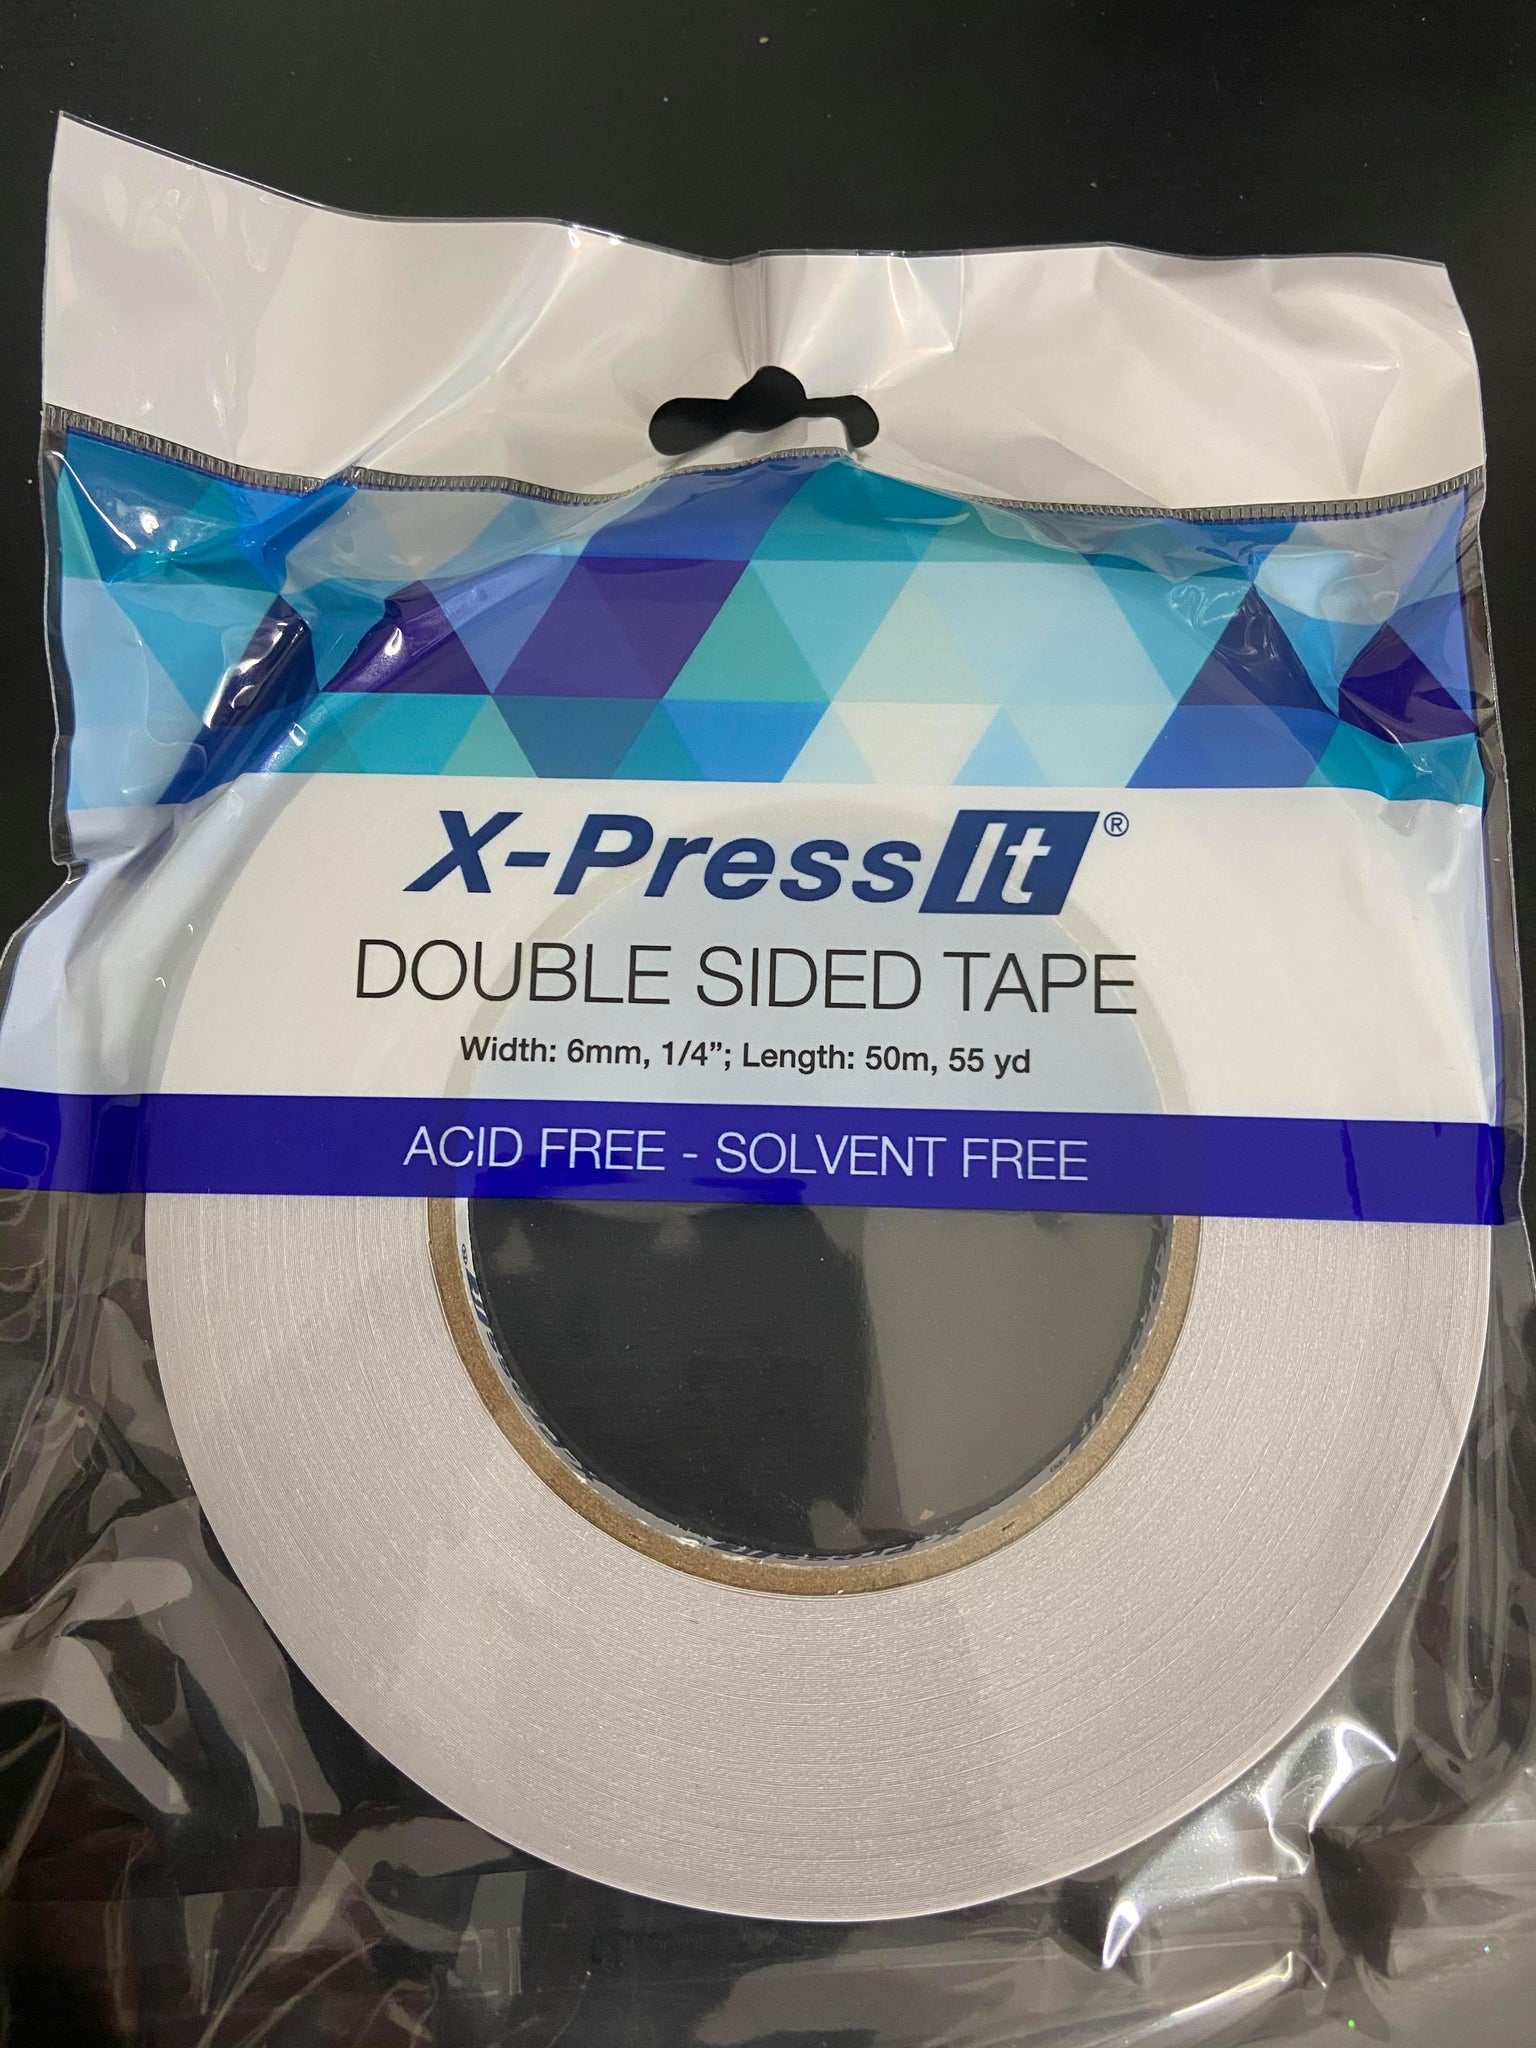 X-Press It®
DOUBLE SIDED TAPE
Width: 6mm, 1/4”; Length: 50m, 55 yd
ACID FREE - SOLVENT FREE